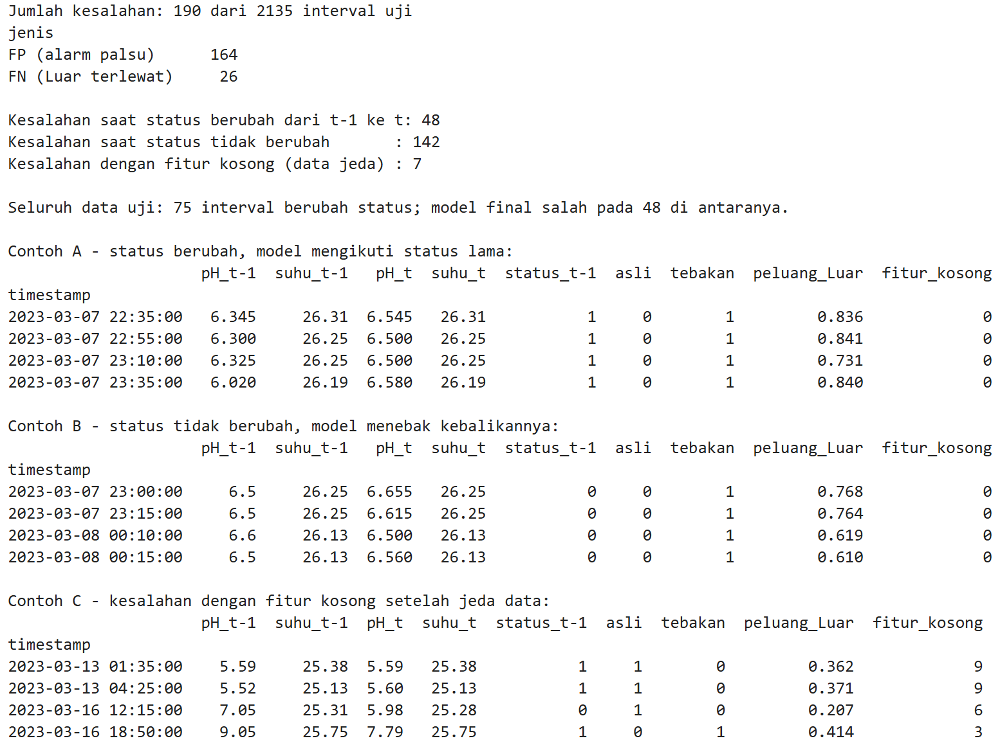 Jumlah kesalahan: 190 dari 2135 interval uji
jenis
FP (alarm palsu)      164
FN (Luar terlewat)     26
Kesalahan saat status berubah dari t-1 ke t: 48
Kesalahan saat status tidak berubah       : 142
Kesalahan dengan fitur kosong (data jeda) : 7
Seluruh data uji: 75 interval berubah status; model final salah pada 48 di antaranya.
Contoh A - status berubah, model mengikuti status lama:
                     pH_t-1  suhu_t-1   pH_t  suhu_t  status_t-1  asli  tebakan  peluang_Luar  fitur_kosong
timestamp
2023-03-07 22:35:00   6.345     26.31  6.545   26.31           1     0        1         0.836             0
2023-03-07 22:55:00   6.300     26.25  6.500   26.25           1     0        1         0.841             0
2023-03-07 23:10:00   6.325     26.25  6.500   26.25           1     0        1         0.731             0
2023-03-07 23:35:00   6.020     26.19  6.580   26.19           1     0        1         0.840             0
Contoh B - status tidak berubah, model menebak kebalikannya:
                     pH_t-1  suhu_t-1   pH_t  suhu_t  status_t-1  asli  tebakan  peluang_Luar  fitur_kosong
timestamp
2023-03-07 23:00:00     6.5     26.25  6.655   26.25           0     0        1         0.768             0
2023-03-07 23:15:00     6.5     26.25  6.615   26.25           0     0        1         0.764             0
2023-03-08 00:10:00     6.6     26.13  6.500   26.13           0     0        1         0.619             0
2023-03-08 00:15:00     6.5     26.13  6.560   26.13           0     0        1         0.610             0
Contoh C - kesalahan dengan fitur kosong setelah jeda data:
                     pH_t-1  suhu_t-1  pH_t  suhu_t  status_t-1  asli  tebakan  peluang_Luar  fitur_kosong
timestamp
2023-03-13 01:35:00    5.59     25.38  5.59   25.38           1     1        0         0.362             9
2023-03-13 04:25:00    5.52     25.13  5.60   25.13           1     1        0         0.371             9
2023-03-16 12:15:00    7.05     25.31  5.98   25.28           0     1        0         0.207             6
2023-03-16 18:50:00    9.05     25.75  7.79   25.75           1     0        1         0.414             3